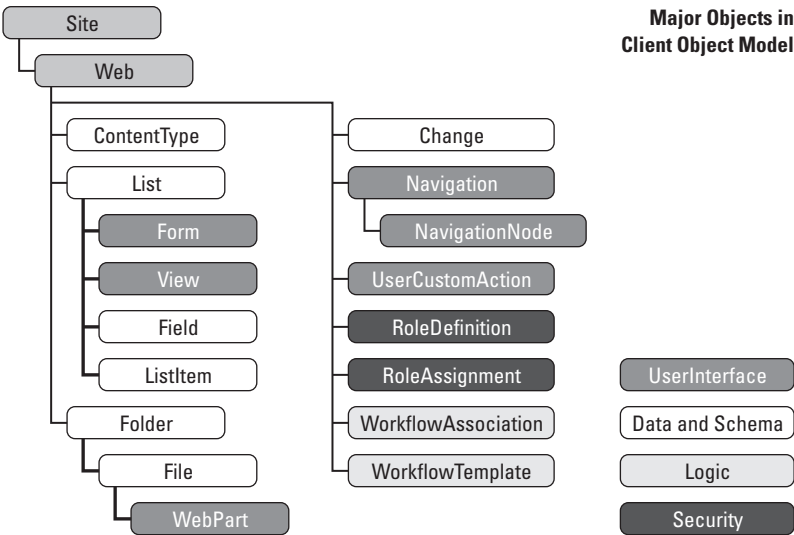 Major Objects in
Client Object Model
Site
Web
ContentType
List
Form
View
Field
ListItem
Folder
File
WebPart
Change
Navigation
NavigationNode
UserCustomAction
RoleDefinition
RoleAssignment
WorkflowAssociation
WorkflowTemplate
UserInterface
Data and Schema
Logic
Security